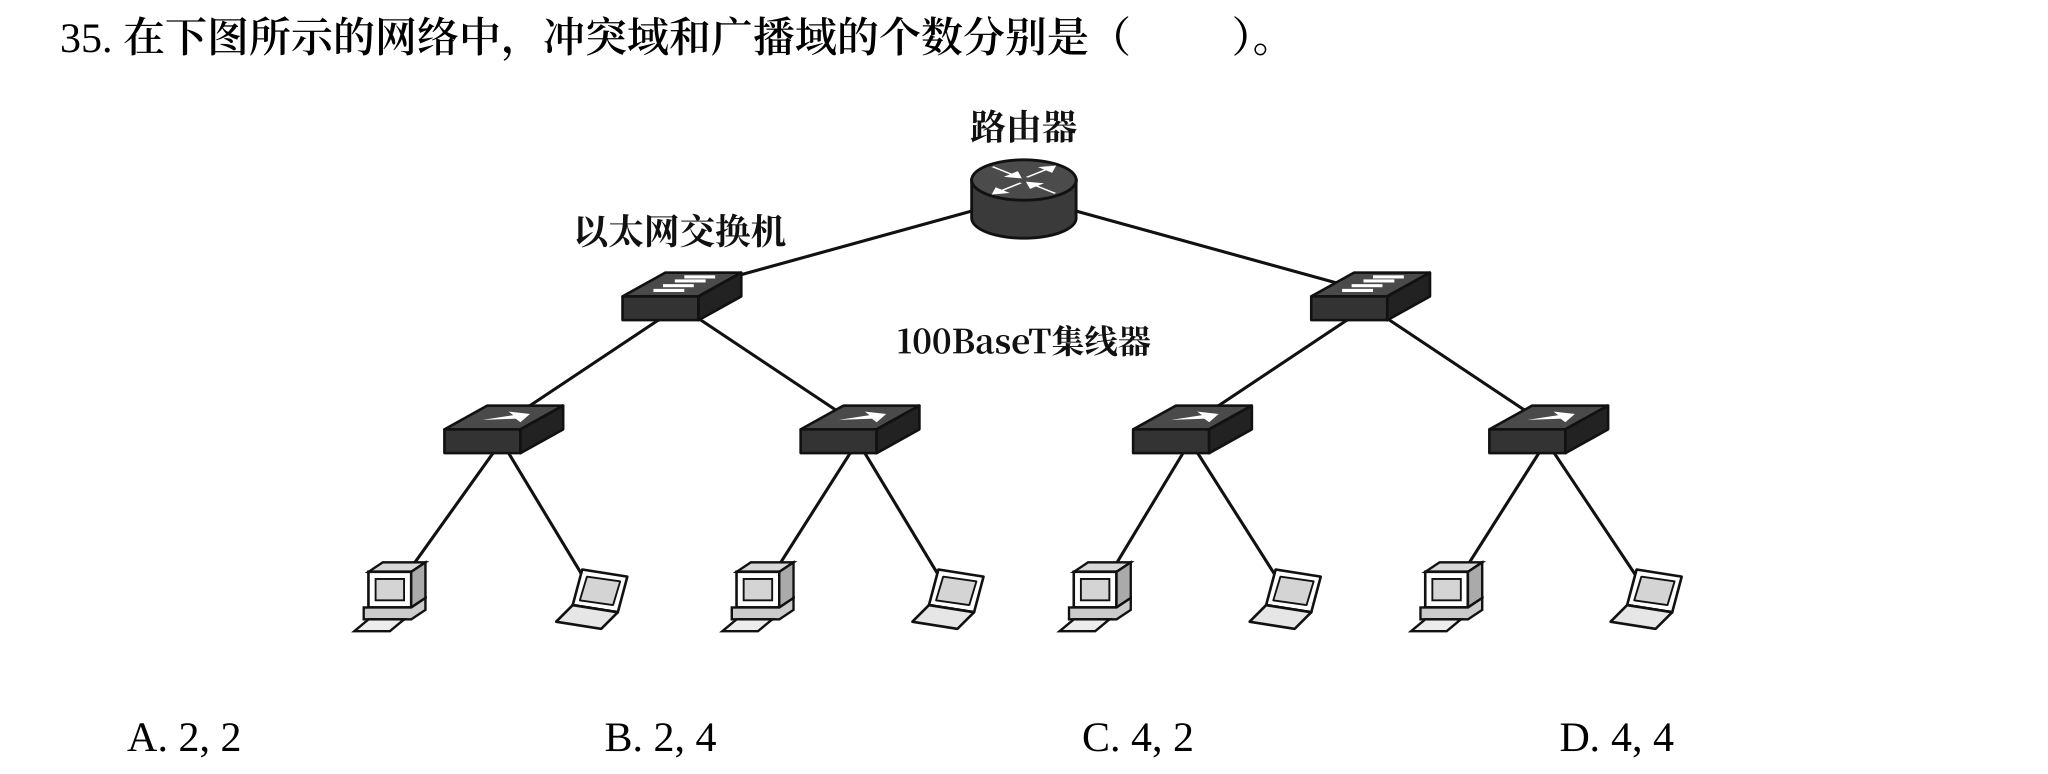 35. 在下图所示的网络中，冲突域和广播域的个数分别是（  ）。
路由器
以太网交换机
100BaseT集线器
A. 2, 2  B. 2, 4  C. 4, 2  D. 4, 4